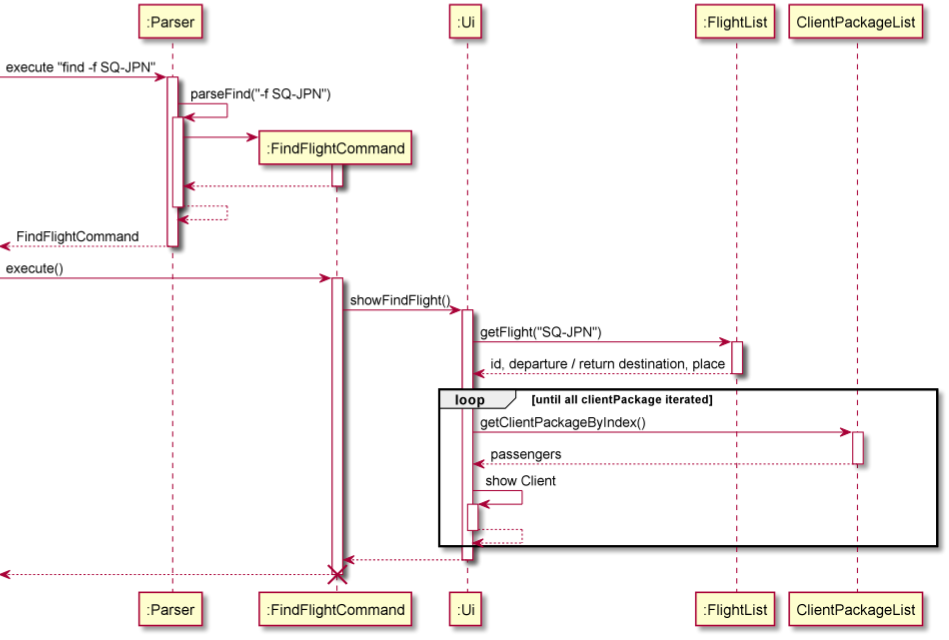 :Parser
:Ui
:FlightList
ClientPackageList
execute "find -f SQ-JPN"
parseFind("-f SQ-JPN")
:FindFlightCommand
FindFlightCommand
execute()
showFindFlight()
getFlight("SQ-JPN")
id, departure / return destination, place
loop [until all clientPackage iterated]
getClientPackageByIndex()
passengers
show Client
:Parser
:FindFlightCommand
:Ui
:FlightList
ClientPackageList